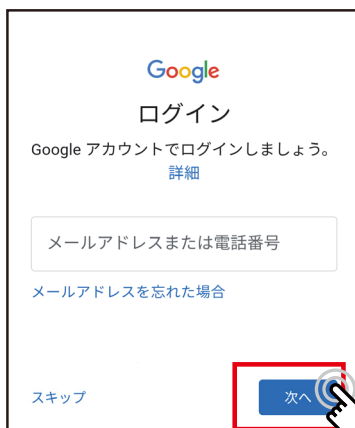 Google
ログイン
Google アカウントでログインしましょう。
詳細
メールアドレスまたは電話番号
メールアドレスを忘れた場合
スキップ
次へ